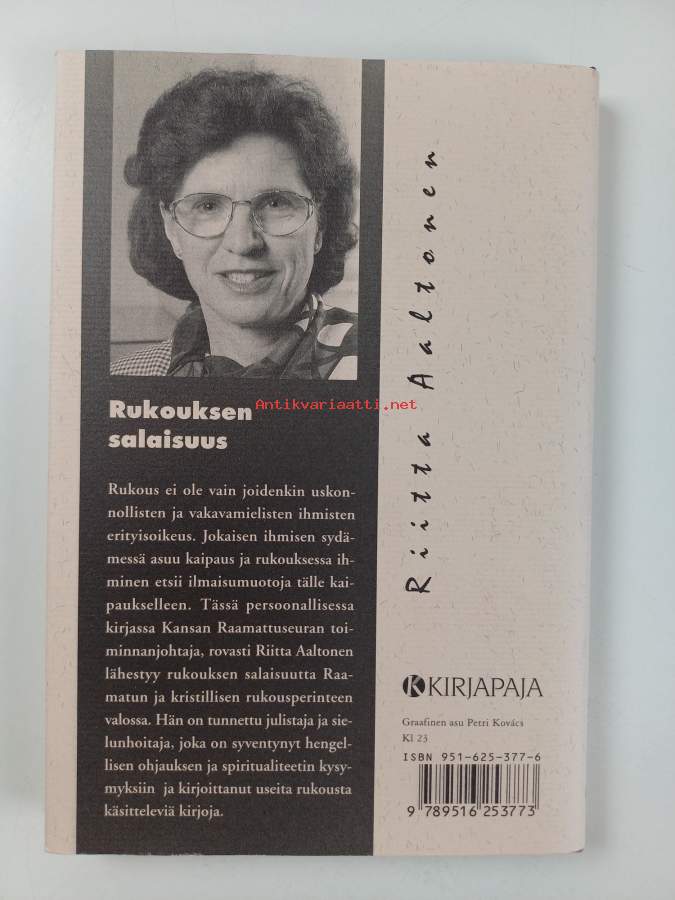 Antikvariaatti.net
Rukouksen
salaisuus
Rukous ei ole vain joidenkin uskon-
nollisten ja vakavamielisten ihmisten
erityisoikeus. Jokaisen ihmisen sydä-
messä asuu kaipaus ja rukouksessa ih-
minen etsii ilmaisumuotoja tälle kai-
paukselleen. Tässä persoonallisessa
kirjassa Kansan Raamattuseuran toi-
minnanjohtaja, rovasti Riitta Aaltonen
lähestyy rukouksen salaisuutta Raa-
matun ja kristillisen rukousperinteen
valossa. Hän on tunnettu julistaja ja sie-
lunhoitaja, joka on syventynyt hengel-
lisen ohjauksen ja spiritualiteetin kysy-
myksiin ja kirjoittanut useita rukousta
käsitteleviä kirjoja.
Riitta Aaltonen
KIRJAPAJA
Graafinen asu Petri Kovács
Kl 23
ISBN 951-625-377-6
9 789516 253773